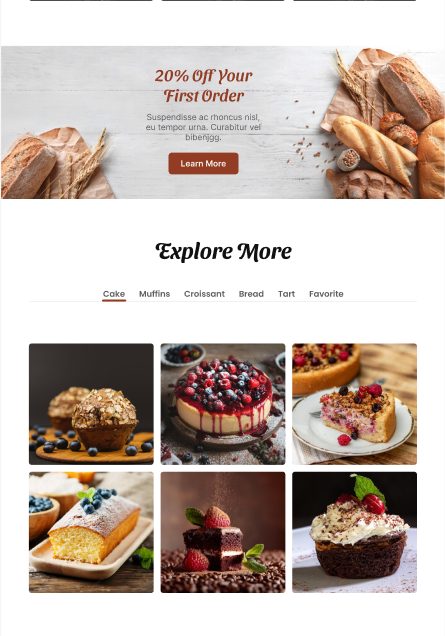 20% Off Your
First Order
Suspendisse ac rhoncus nisl,
eu tempor urna. Curabitur vel
bibenjgg.
Learn More
Explore More
Cake Muffins Croissant Bread Tart Favorite